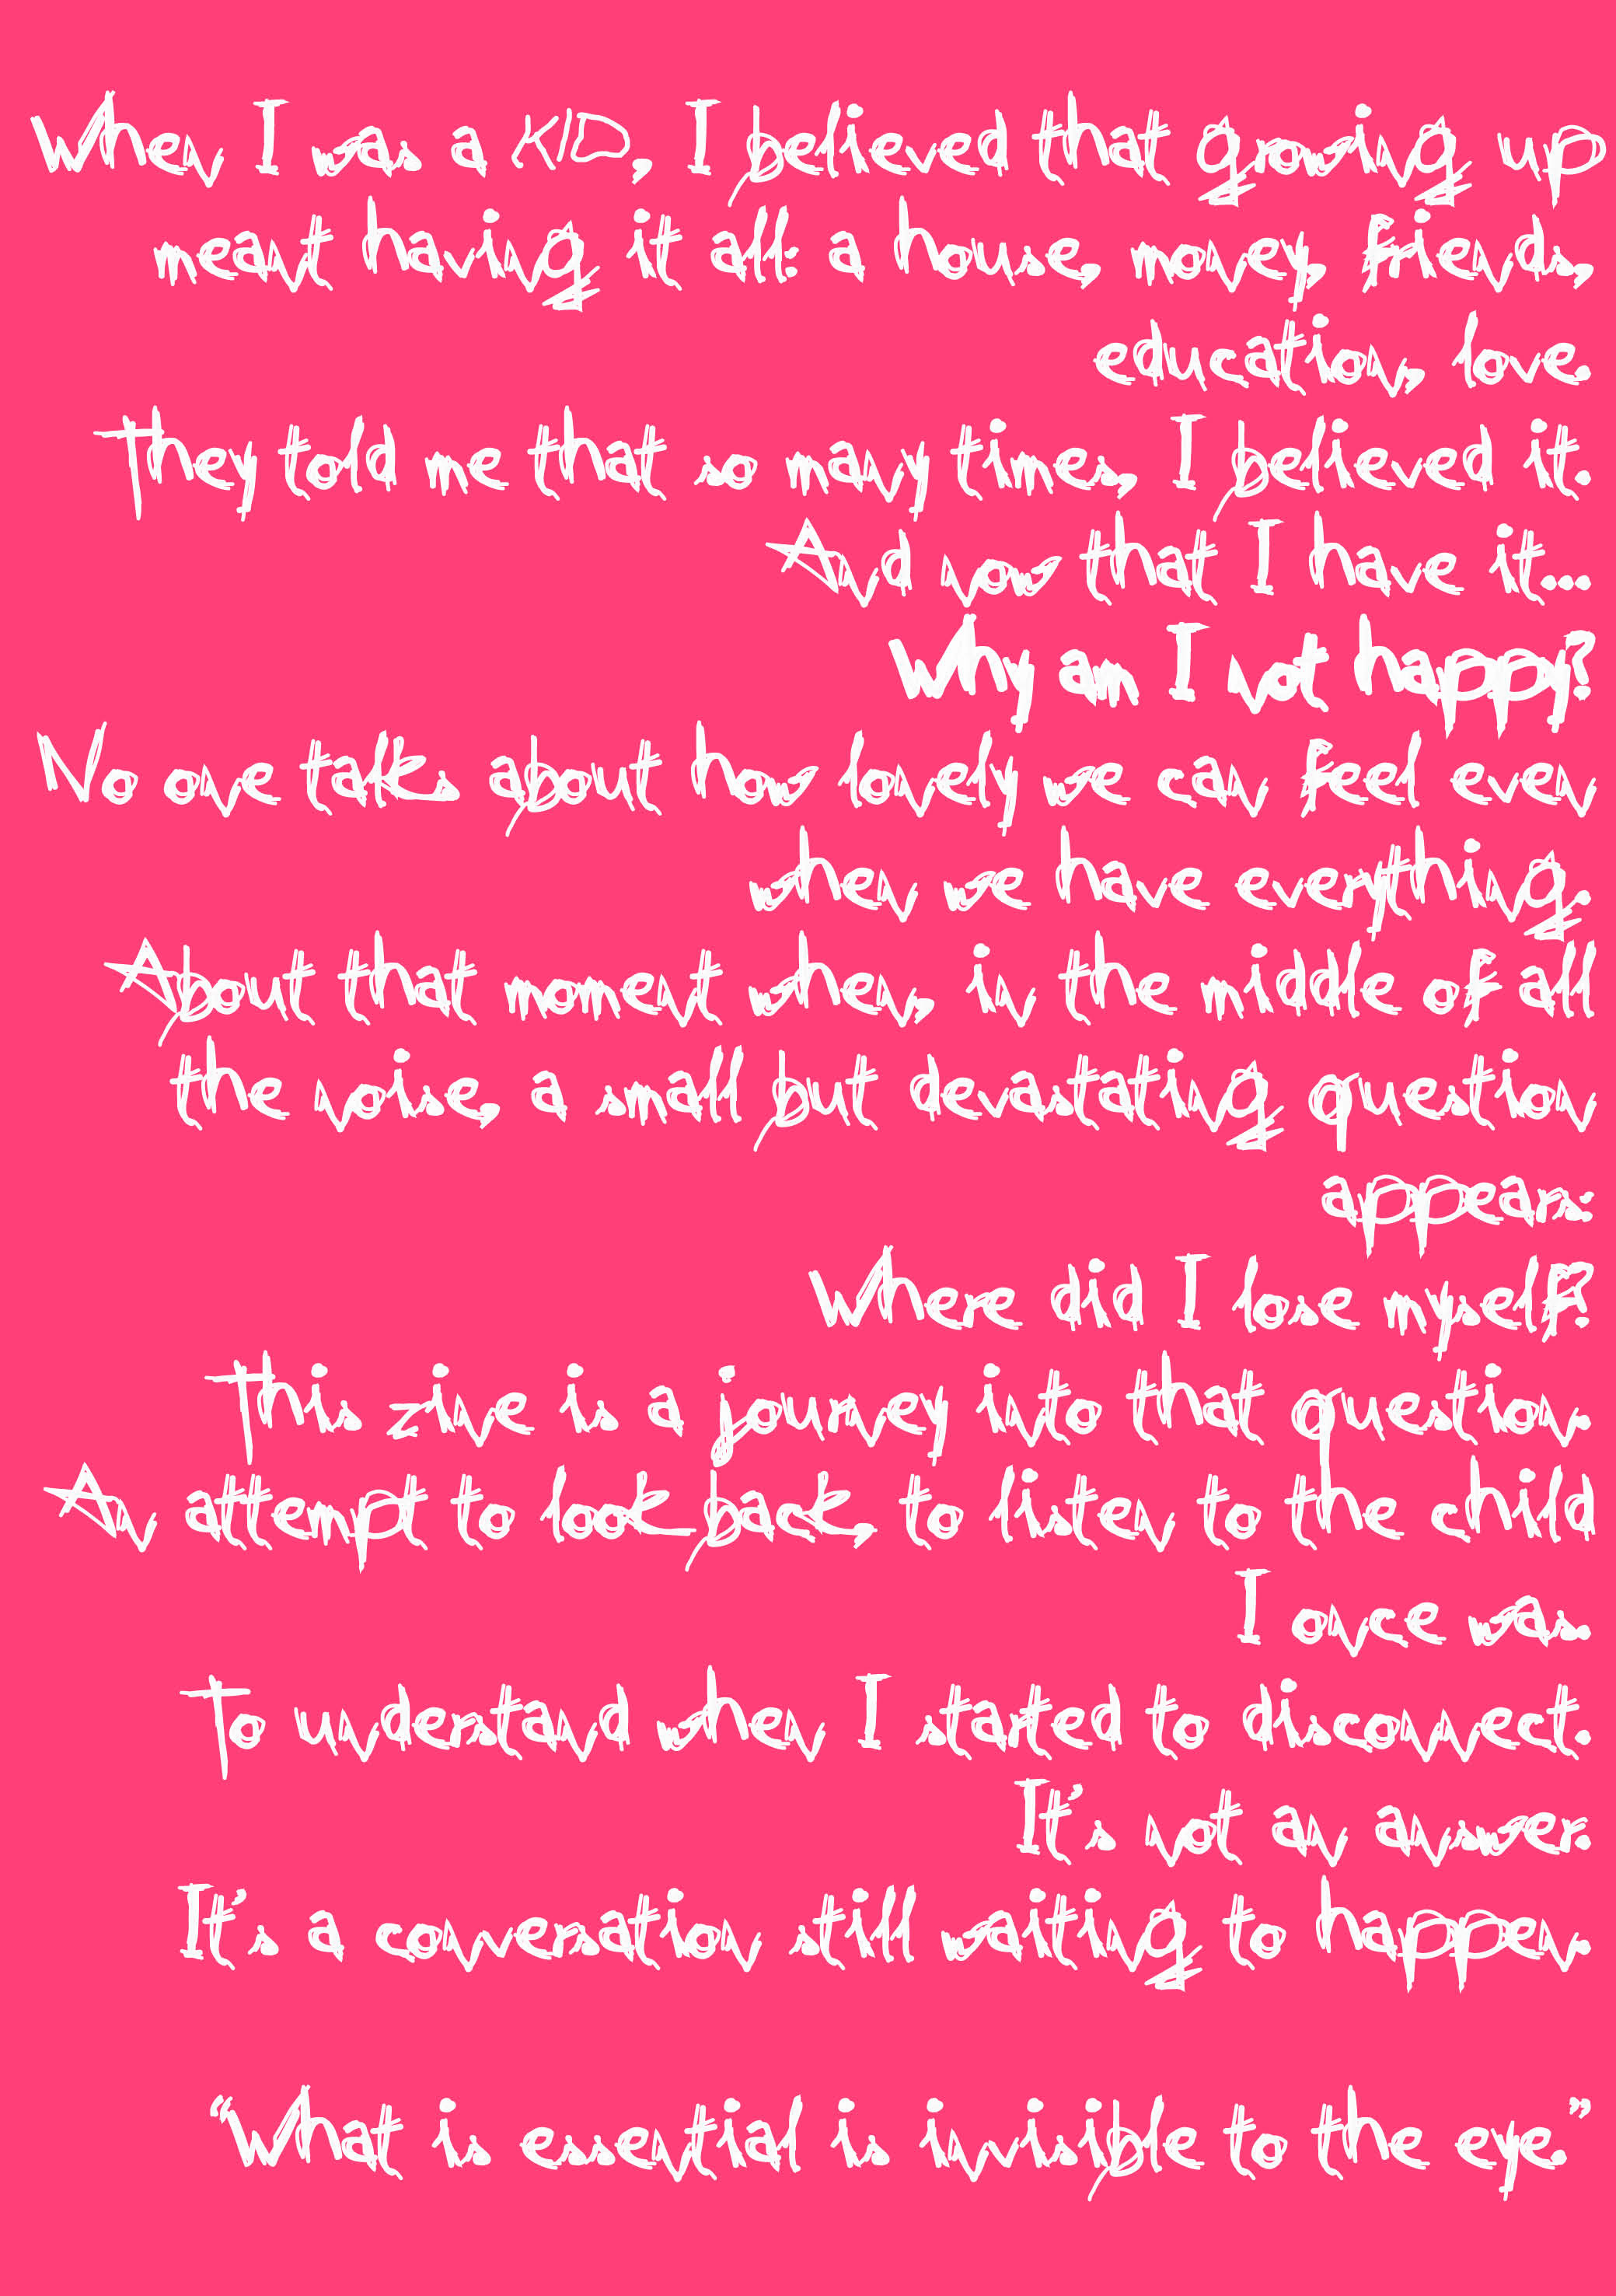 When I was a KID, I believed that growing up
meant having it all: a house, money, friends,
education, love.
They told me that so many times, I believed it.
And now that I have it...
Why am I not happy?
No one talks about how lonely we can feel even
when we have everything.
About that moment when, in the middle of all
the noise, a small but devastating question
appears:
Where did I lose myself?
This zine is a journey into that question.
An attempt to look back, to listen to the child
I once was.
To understand when I started to disconnect.
It's not an answer.
It's a conversation still waiting to happen.
“What is essential is invisible to the eye.”